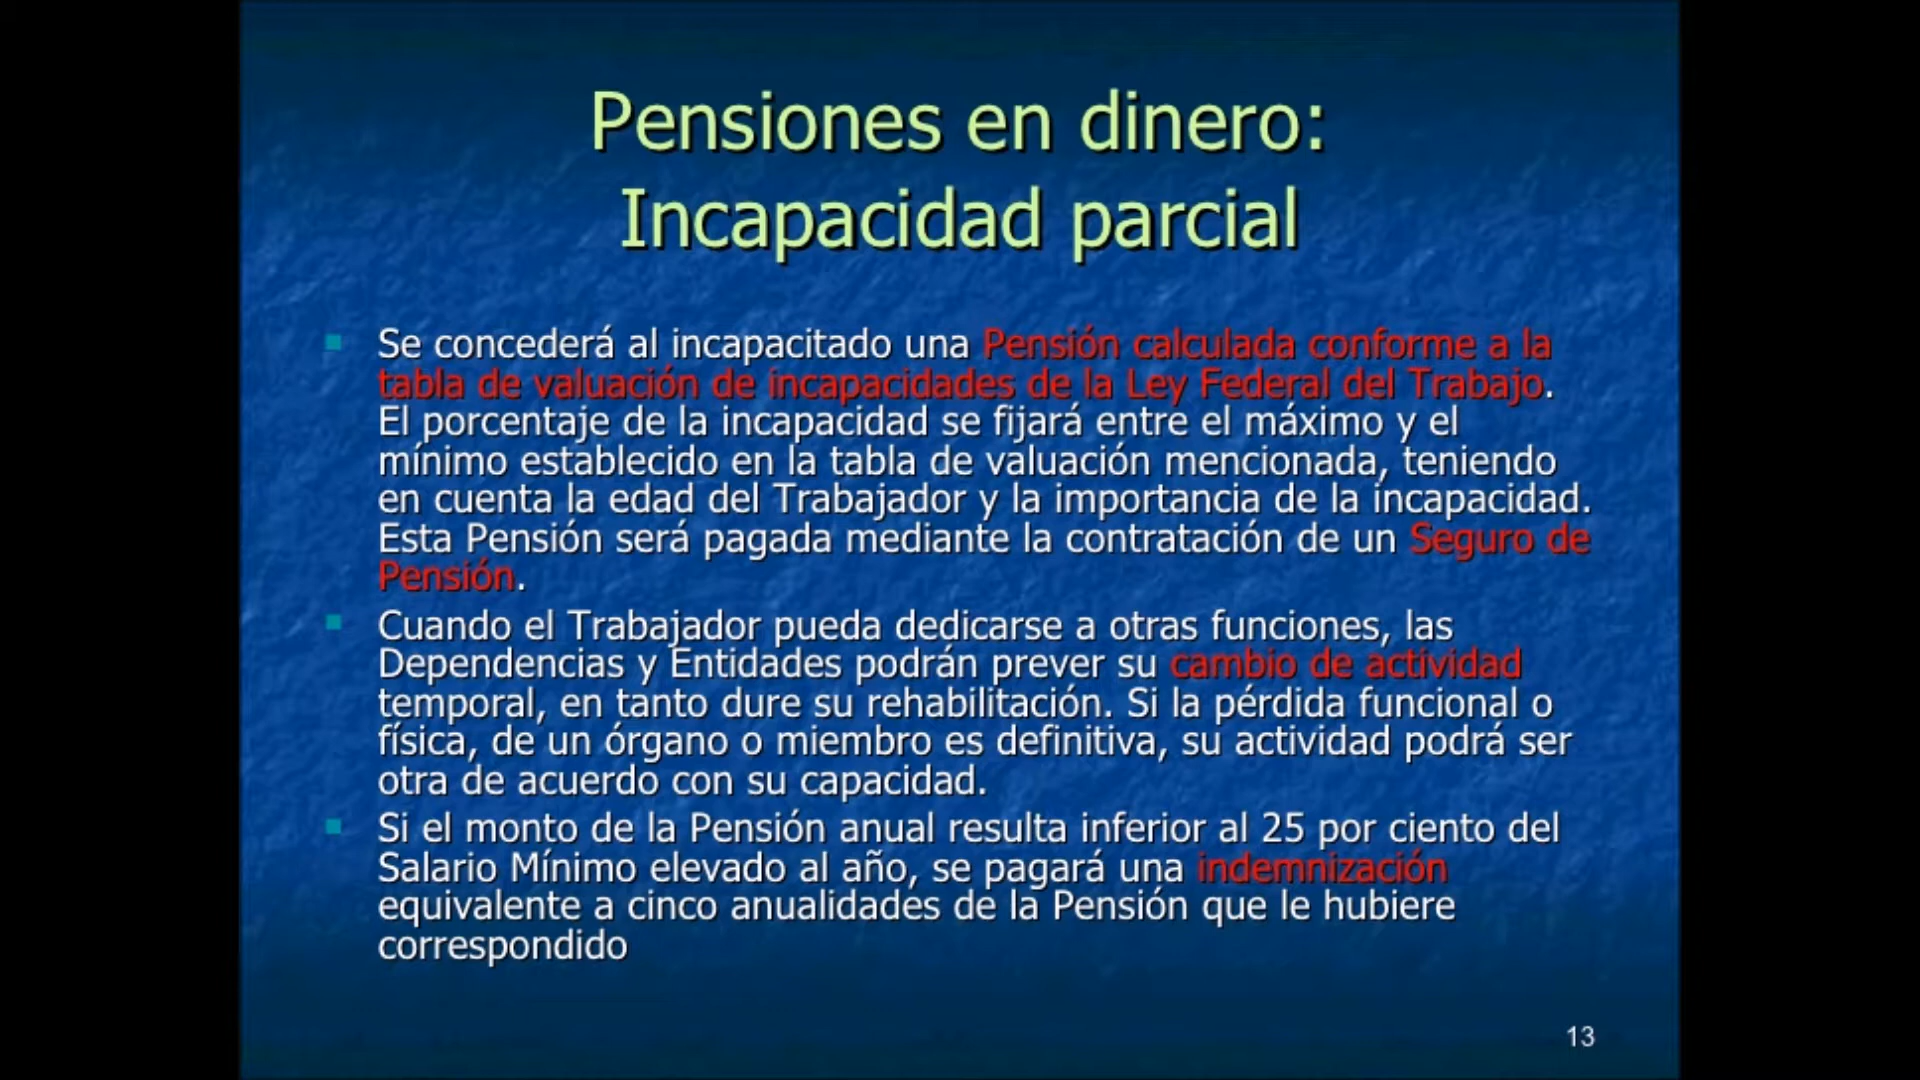 Pensiones en dinero:
Incapacidad parcial
Se concederá al incapacitado una Pensión calculada conforme a la
tabla de valuación de incapacidades de la Ley Federal del Trabajo.
El porcentaje de la incapacidad se fijará entre el máximo y el
mínimo establecido en la tabla de valuación mencionada, teniendo
en cuenta la edad del Trabajador y la importancia de la incapacidad.
Esta Pensión será pagada mediante la contratación de un Seguro de
Pensión.
Cuando el Trabajador pueda dedicarse a otras funciones, las
Dependencias y Entidades podrán prever su cambio de actividad
temporal, en tanto dure su rehabilitación. Si la pérdida funcional o
física, de un órgano o miembro es definitiva, su actividad podrá ser
otra de acuerdo con su capacidad.
Si el monto de la Pensión anual resulta inferior al 25 por ciento del
Salario Mínimo elevado al año, se pagará una indemnización
equivalente a cinco anualidades de la Pensión que le hubiere
correspondido
13